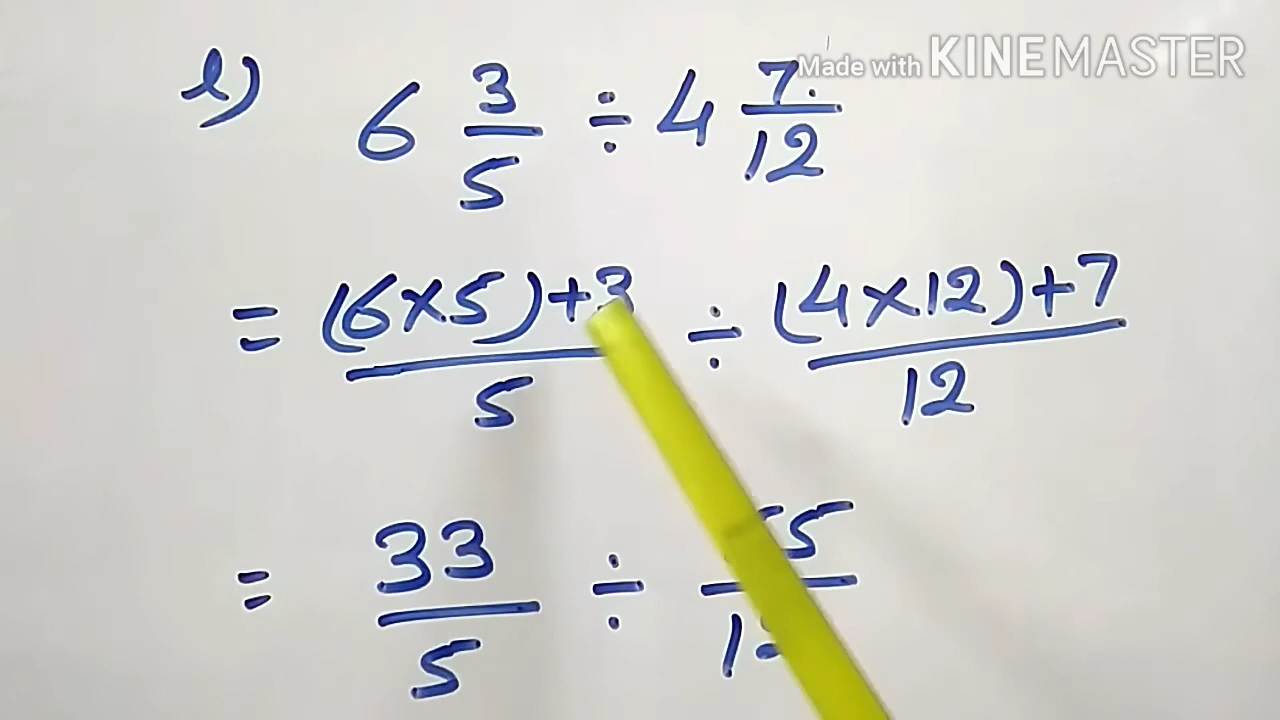 Made with KINEMASTER
l) 6 3/5 ÷ 4 7/12
= (6×5)+3/5 ÷ (4×12)+7/12
= 33/5 ÷